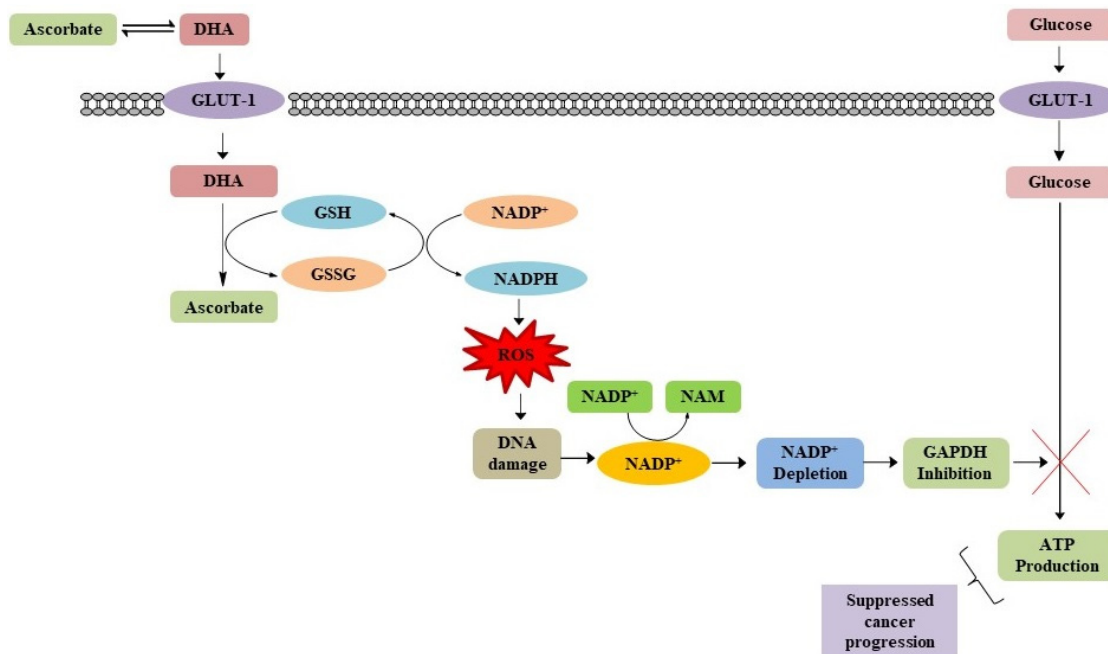 Ascorbate
DHA
Glucose
GLUT-1
GLUT-1
DHA
Glucose
GSH
NADP⁺
GSSG
NADPH
Ascorbate
ROS
NADP⁺
NAM
DNA
damage
NADP⁺
NADP⁺
Depletion
GAPDH
Inhibition
ATP
Production
Suppressed
cancer
progression